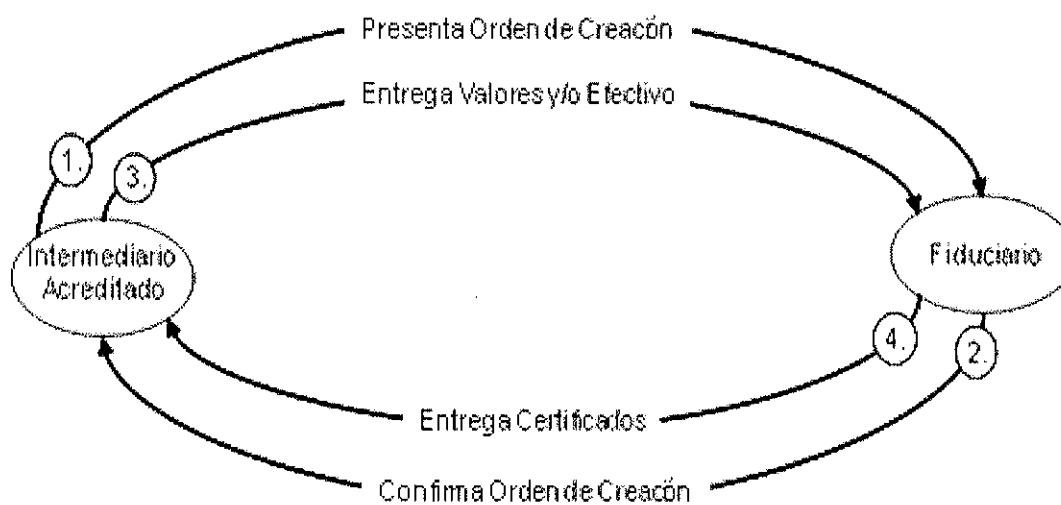 Presenta Orden de Creacón
Entrega Valores y/o Efectivo
1.
3.
Intermediario
Acreditado
Fiduciario
4.
2.
Entrega Certificados
Confirma Orden de Creacón